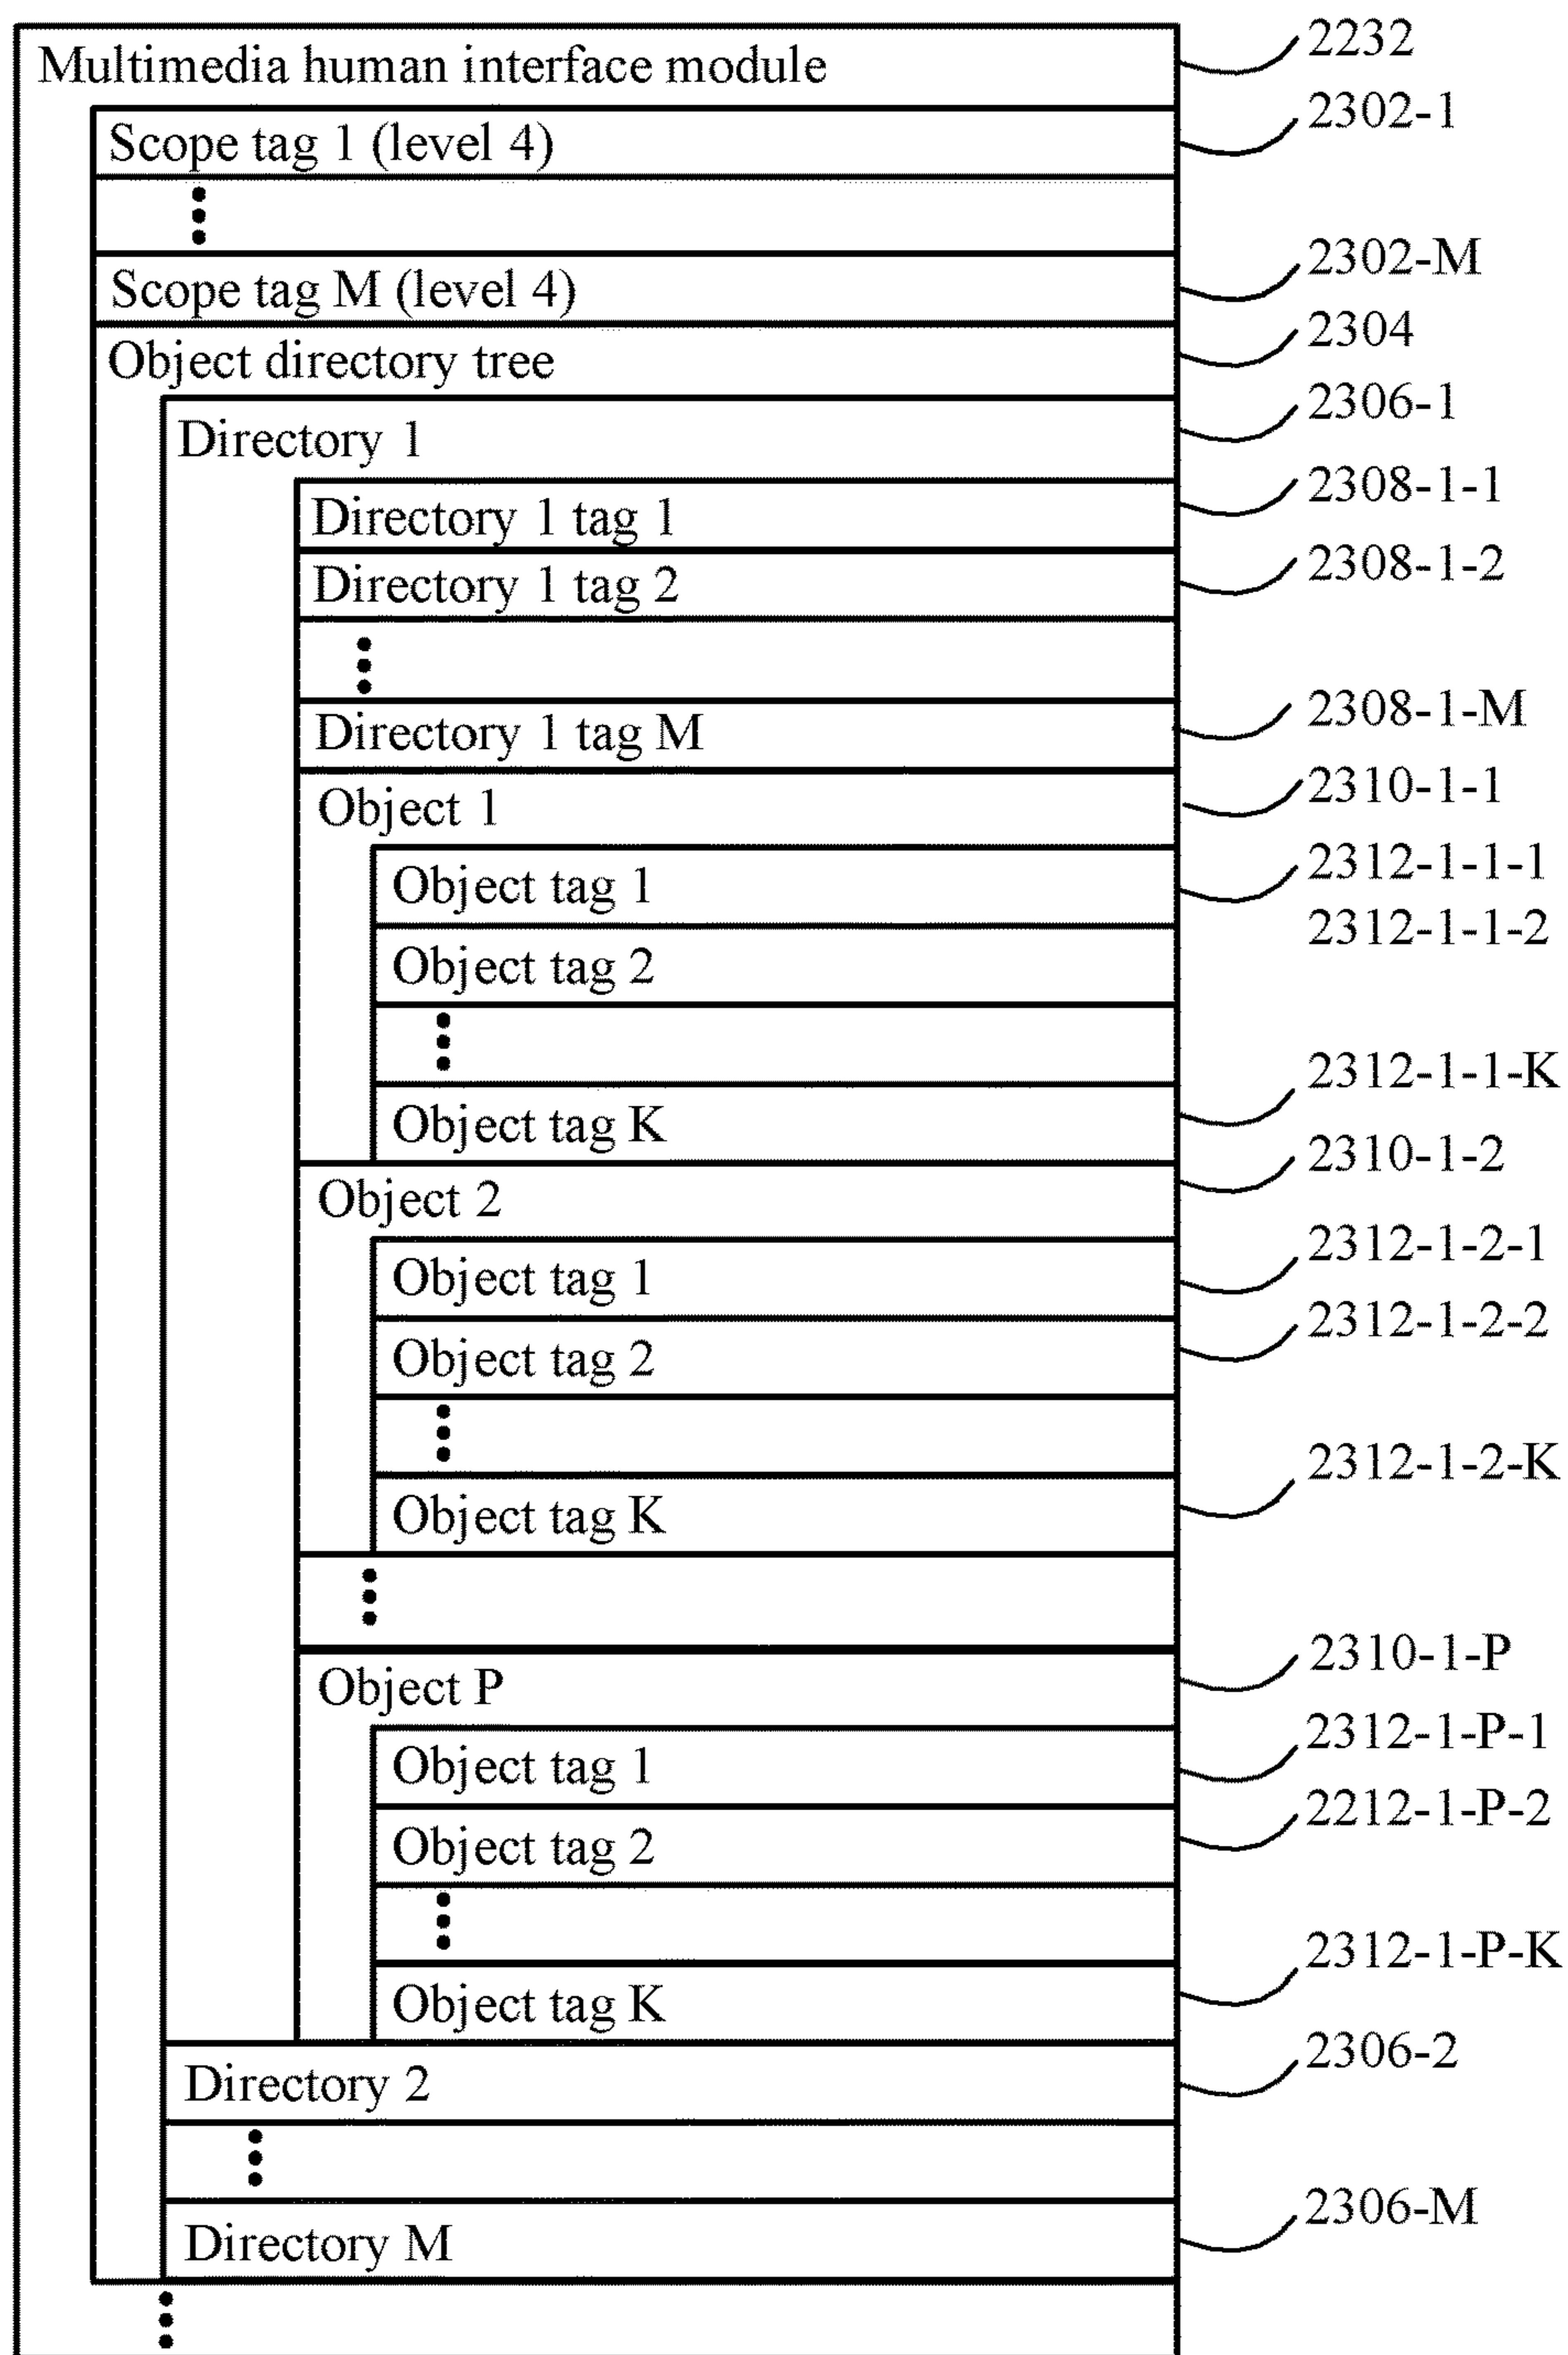 Multimedia human interface module 2232
Scope tag 1 (level 4) 2302-1
Scope tag M (level 4) 2302-M
Object directory tree 2304
Directory 1 2306-1
Directory 1 tag 1 2308-1-1
Directory 1 tag 2 2308-1-2
Directory 1 tag M 2308-1-M
Object 1 2310-1-1
Object tag 1 2312-1-1-1
Object tag 2 2312-1-1-2
Object tag K 2312-1-1-K
Object 2 2310-1-2
Object tag 1 2312-1-2-1
Object tag 2 2312-1-2-2
Object tag K 2312-1-2-K
Object P 2310-1-P
Object tag 1 2312-1-P-1
Object tag 2 2212-1-P-2
Object tag K 2312-1-P-K
Directory 2 2306-2
Directory M 2306-M